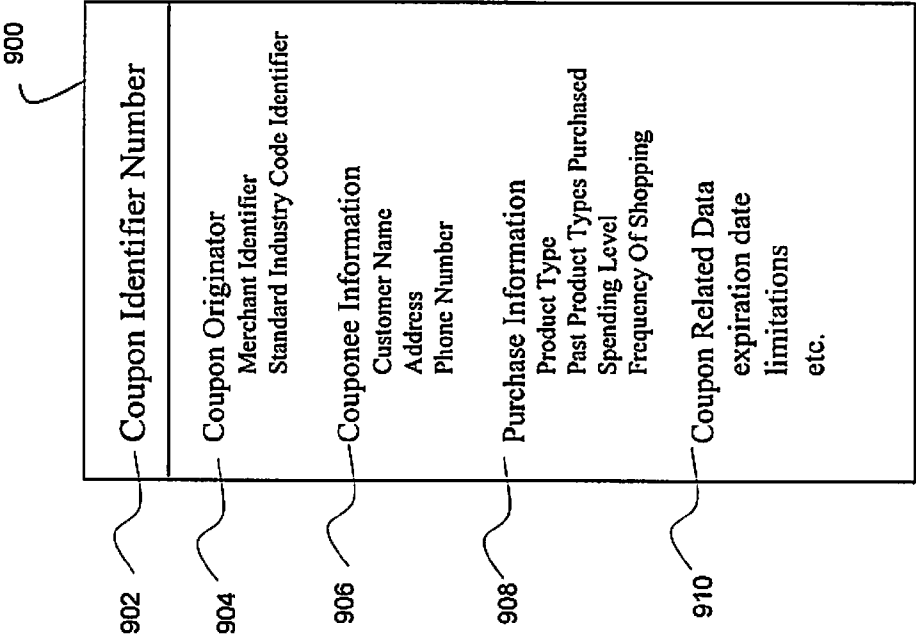 900
902 Coupon Identifier Number
904 Coupon Originator
Merchant Identifier
Standard Industry Code Identifier
906 Couponee Information
Customer Name
Address
Phone Number
908 Purchase Information
Product Type
Past Product Types Purchased
Spending Level
Frequency Of Shopping
910 Coupon Related Data
expiration date
limitations
etc.